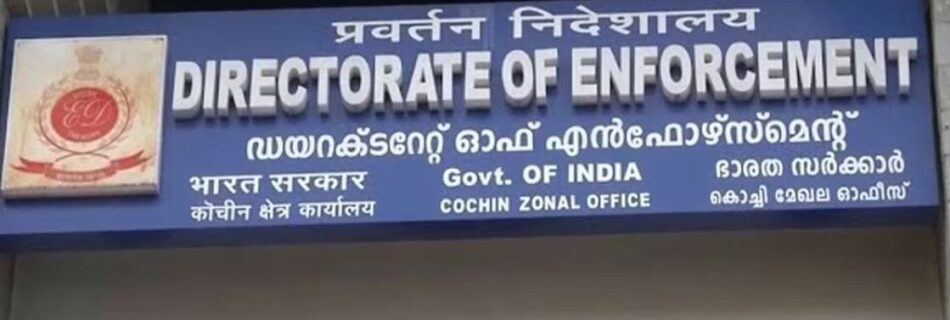 प्रवर्तन निदेशालय
DIRECTORATE OF ENFORCEMENT
ഡയറക്ടറേറ്റ് ഓഫ് എൻഫോഴ്സ്മെന്റ്
भारत सरकार Govt. OF INDIA ഭാരത സർക്കാർ
कोचीन क्षेत्र कार्यालय COCHIN ZONAL OFFICE കൊച്ചി മേഖല ഓഫീസ്
ED